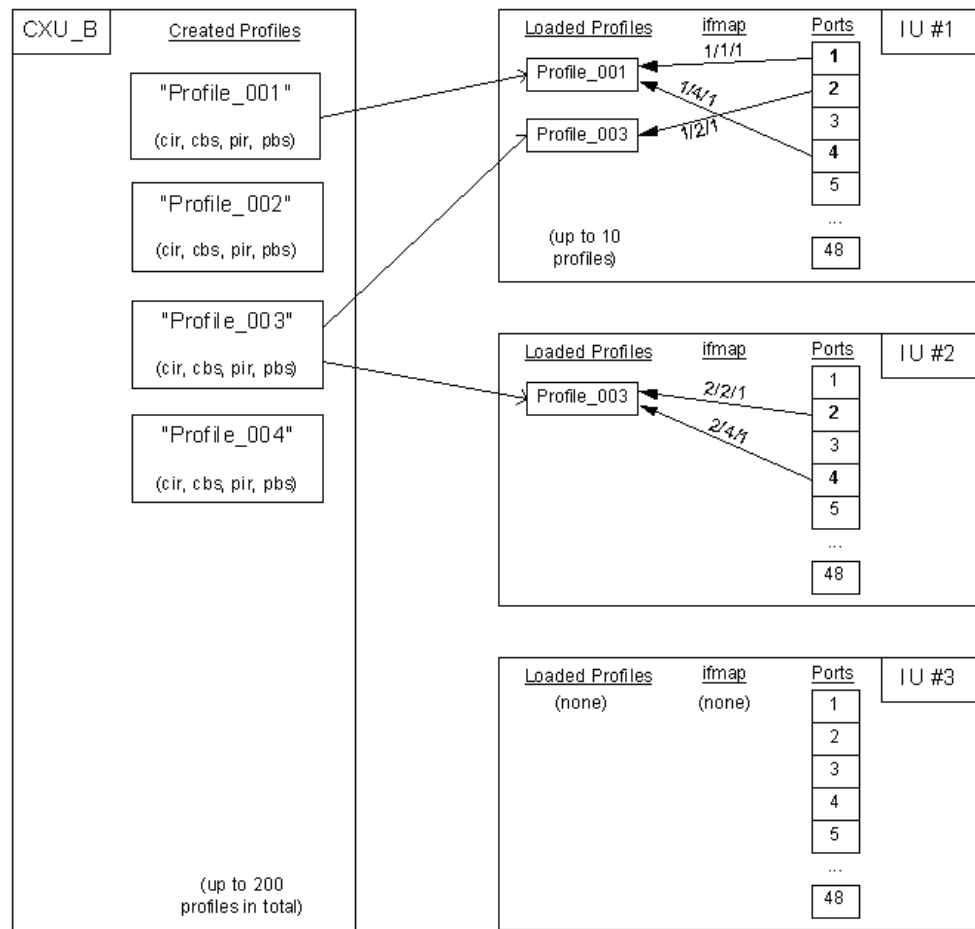 CXU_B
Created Profiles
"Profile_001"
(cir, cbs, pir, pbs)
"Profile_002"
(cir, cbs, pir, pbs)
"Profile_003"
(cir, cbs, pir, pbs)
"Profile_004"
(cir, cbs, pir, pbs)
(up to 200
profiles in total)
Loaded Profiles ifmap Ports IU #1
Profile_001
Profile_003
1/1/1
1/4/1
1/2/1
1
2
3
4
5
...
48
(up to 10
profiles)
Loaded Profiles ifmap Ports IU #2
Profile_003
2/2/1
2/4/1
1
2
3
4
5
...
48
Loaded Profiles ifmap Ports IU #3
(none) (none)
1
2
3
4
5
...
48